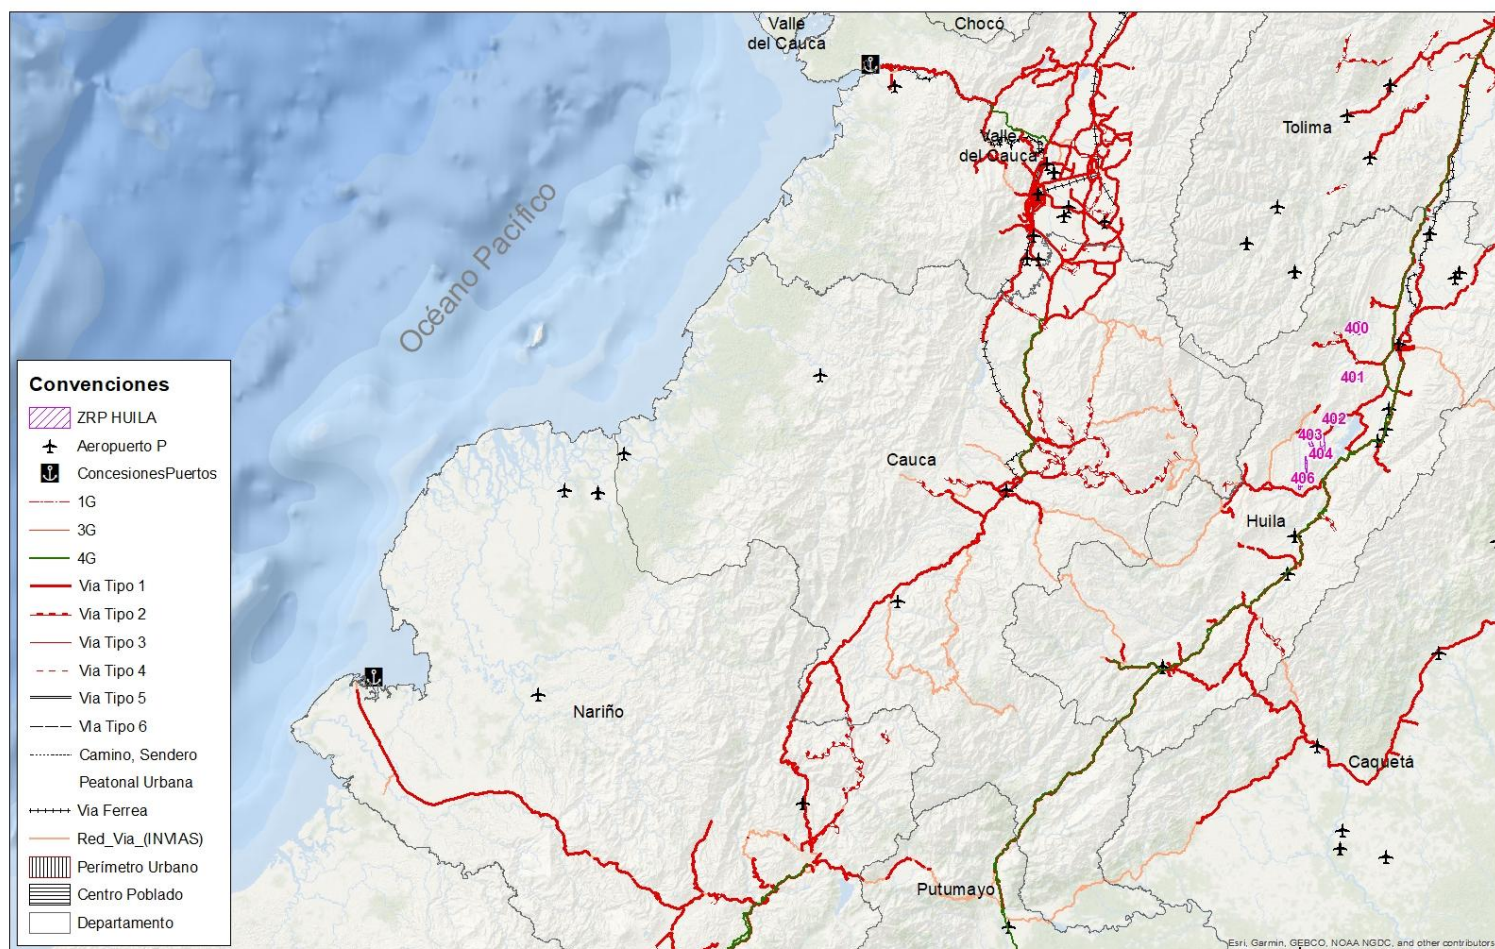 Valle
del Cauca
Chocó
Tolima
Valle
del Cauca
Océano Pacífico
400
401
402
403
404
406
Cauca
Huila
Nariño
Caquetá
Putumayo
Convenciones
ZRP HUILA
Aeropuerto P
ConcesionesPuertos
1G
3G
4G
Via Tipo 1
Via Tipo 2
Via Tipo 3
Via Tipo 4
Via Tipo 5
VIa Tipo 6
Camino, Sendero
Peatonal Urbana
Via Ferrea
Red_Via_(INVIAS)
Perímetro Urbano
Centro Poblado
Departamento
Esri, Garmin, GEBCO, NOAA NGDC, and other contributors